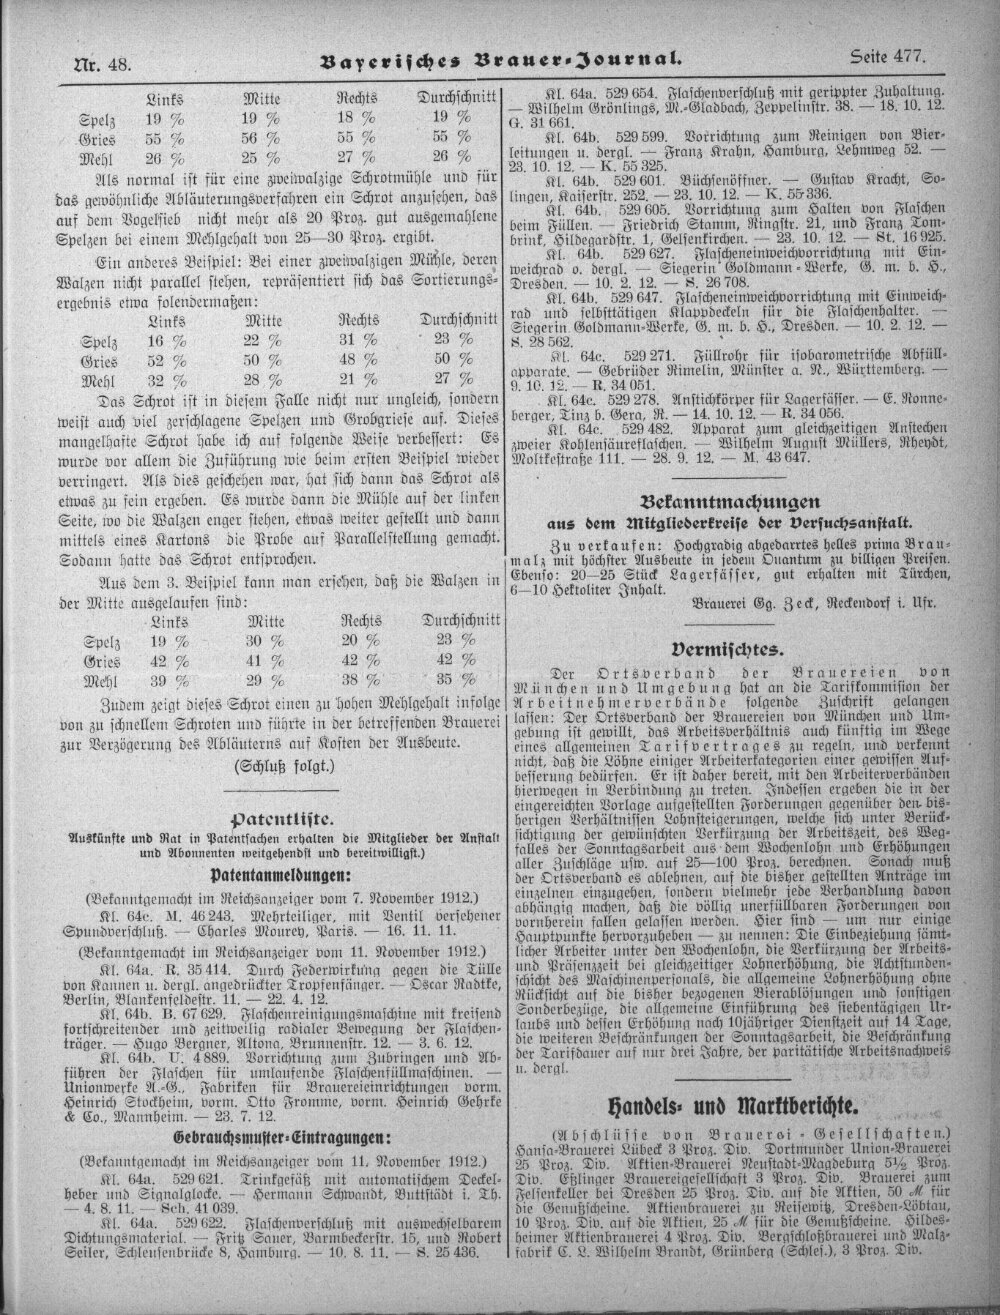 Nr. 48.
Bayerisches Brauer-Journal.
Seite 477.
Links Mitte Rechts Durchschnitt
Spelz 19 % 19 % 18 % 19 %
Gries 55 % 56 % 55 % 55 %
Mehl 26 % 25 % 27 % 26 %
Als normal ist für eine zweiwalzige Schrotmühle und für
das gewöhnliche Abläuterungsverfahren ein Schrot anzusehen, das
auf dem Vogelsieb nicht mehr als 20 Proz. gut ausgemahlene
Spelzen bei einem Mehlgehalt von 25—30 Proz. ergibt.
Ein anderes Beispiel: Bei einer zweiwalzigen Mühle, deren
Walzen nicht parallel stehen, repräsentiert sich das Sortierungs-
ergebnis etwa folendermaßen:
Links Mitte Rechts Durchschnitt
Spelz 16 % 22 % 31 % 23 %
Gries 52 % 50 % 48 % 50 %
Mehl 32 % 28 % 21 % 27 %
Das Schrot ist in diesem Falle nicht nur ungleich, sondern
weist auch viel zerschlagene Spelzen und Grobgriese auf. Dieses
mangelhafte Schrot habe ich auf folgende Weise verbessert: Es
wurde vor allem die Zuführung wie beim ersten Beispiel wieder
verringert. Als dies geschehen war, hat sich dann das Schrot als
etwas zu fein ergeben. Es wurde dann die Mühle auf der linken
Seite, wo die Walzen enger stehen, etwas weiter gestellt und dann
mittels eines Kartons die Probe auf Parallelstellung gemacht.
Sodann hatte das Schrot entsprochen.
Aus dem 3. Beispiel kann man ersehen, daß die Walzen in
der Mitte ausgelaufen sind:
Links Mitte Rechts Durchschnitt
Spelz 19 % 30 % 20 % 23 %
Gries 42 % 41 % 42 % 42 %
Mehl 39 % 29 % 38 % 35 %
Zudem zeigt dieses Schrot einen zu hohen Mehlgehalt infolge
von zu schnellem Schroten und führte in der betreffenden Brauerei
zur Verzögerung des Abläuterns auf Kosten der Ausbeute.
(Schluß folgt.)
Patentliste.
Auskünfte und Rat in Patentsachen erhalten die Mitglieder der Anstalt
und Abonnenten weitgehendst und bereitwilligst.)
Patentanmeldungen:
(Bekanntgemacht im Reichsanzeiger vom 7. November 1912.)
Kl. 64c. M. 46 243. Mehrteiliger, mit Ventil versehener
Spundverschluß. — Charles Mourey, Paris. — 16. 11. 11.
(Bekanntgemacht im Reichsanzeiger vom 11. November 1912.)
Kl. 64a. R. 35 414. Durch Federwirkung gegen die Tülle
von Kannen u. dergl. angedrückter Tropfenfänger. — Oscar Radtke,
Berlin, Blankenfeldestr. 11. — 22. 4. 12.
Kl. 64b. B. 67 629. Flaschenreinigungsmaschine mit kreisend
fortschreitender und zeitweilig radialer Bewegung der Flaschen-
träger. — Hugo Bergner, Altona, Brunnenstr. 12. — 3. 6. 12.
Kl. 64b. U. 4 889. Vorrichtung zum Zubringen und Ab-
führen der Flaschen für umlaufende Flaschenfüllmaschinen. —
Unionwerke A.-G., Fabriken für Brauereieinrichtungen vorm.
Heinrich Stockheim, vorm. Otto Fromme, vorm. Heinrich Gehrke
& Co., Mannheim. — 23. 7. 12.
Gebrauchsmuster-Eintragungen:
(Bekanntgemacht im Reichsanzeiger vom 11. November 1912.)
Kl. 64a. 529 621. Trinkgefäß mit automatischem Deckel-
heber und Signalglocke. — Hermann Schwandt, Buttstädt i. Th.
— 4. 8. 11. — Sch. 41 039.
Kl. 64a. 529 622. Flaschenverschluß mit auswechselbarem
Dichtungsmaterial. — Fritz Sauer, Barmbeckerstr. 15, und Robert
Seiler, Schleusenbrücke 8, Hamburg. — 10. 8. 11. — S. 25 436.
Kl. 64a. 529 654. Flaschenverschluß mit gerippter Zuhaltung.
— Wilhelm Grönlings, M.-Gladbach, Zeppelinstr. 38. — 18. 10. 12.
G. 31 661.
Kl. 64b. 529 599. Vorrichtung zum Reinigen von Bier-
leitungen u. dergl. — Franz Krahn, Hamburg, Lehmweg 52. —
23. 10. 12. — K. 55 325.
Kl. 64b. 529 601. Büchsenöffner. — Gustav Kracht, So-
lingen, Kaiserstr. 252. — 23. 10. 12. — K. 55 336.
Kl. 64b. 529 605. Vorrichtung zum Halten von Flaschen
beim Füllen. — Friedrich Stamm, Ringstr. 21, und Franz Tom-
brink, Hildegardstr. 1, Gelsenkirchen. — 23. 10. 12. — St. 16 925.
Kl. 64b. 529 627. Flascheneinweichvorrichtung mit Ein-
weichrad o. dergl. — Siegerin Goldmann-Werke, G. m. b. H.,
Dresden. — 10. 2. 12. — S. 26 708.
Kl. 64b. 529 647. Flascheneinweichvorrichtung mit Einweich-
rad und selbsttätigen Klappdeckeln für die Flaschenhalter. —
Siegerin Goldmann-Werke, G. m. b. H., Dresden. — 10. 2. 12. —
S. 28 562.
Kl. 64c. 529 271. Füllrohr für isobarometrische Abfüll-
apparate. — Gebrüder Rimelin, Münster a. N., Württemberg. —
9. 10. 12. — R. 34 051.
Kl. 64c. 529 278. Anstichkörper für Lagerfässer. — E. Ronne-
berger, Tinz b. Gera, R. — 14. 10. 12. — R. 34 056.
Kl. 64c. 529 482. Apparat zum gleichzeitigen Anstechen
zweier Kohlensäureflaschen. — Wilhelm August Müllers, Rheydt,
Moltkestraße 111. — 28. 9. 12. — M. 43 647.
Bekanntmachungen
aus dem Mitgliederkreise der Versuchsanstalt.
Zu verkaufen: Hochgradig abgedarrtes helles prima Brau-
malz mit höchster Ausbeute in jedem Quantum zu billigen Preisen.
Ebenso: 20—25 Stück Lagerfässer, gut erhalten mit Türchen,
6—10 Hektoliter Inhalt.
Brauerei Gg. Zeck, Reckendorf i. Ufr.
Vermischtes.
Der Ortsverband der Brauereien von
München und Umgebung hat an die Tarifkommission der
Arbeitnehmerverbände folgende Zuschrift gelangen
lassen: Der Ortsverband der Brauereien von München und Um-
gebung ist gewillt, das Arbeitsverhältnis auch künftig im Wege
eines allgemeinen Tarifvertrages zu regeln, und verkennt
nicht, daß die Löhne einiger Arbeiterkategorien einer gewissen Auf-
besserung bedürfen. Er ist daher bereit, mit den Arbeiterverbänden
hierwegen in Verbindung zu treten. Indessen ergeben die in der
eingereichten Vorlage aufgestellten Forderungen gegenüber den bis-
herigen Verhältnissen Lohnsteigerungen, welche sich unter Berück-
sichtigung der gewünschten Verkürzung der Arbeitszeit, des Weg-
falles der Sonntagsarbeit aus dem Wochenlohn und Erhöhungen
aller Zuschläge usw. auf 25—100 Proz. berechnen. Sonach muß
der Ortsverband es ablehnen, auf die bisher gestellten Anträge im
einzelnen einzugehen, sondern vielmehr jede Verhandlung davon
abhängig machen, daß die völlig unerfüllbaren Forderungen von
vornherein fallen gelassen werden. Hier sind — um nur einige
Hauptpunkte hervorzuheben — zu nennen: Die Einbeziehung sämt-
licher Arbeiter unter den Wochenlohn, die Verkürzung der Arbeits-
und Präsenzzeit bei gleichzeitiger Lohnerhöhung, die Achtstunden-
schicht des Maschinenpersonals, die allgemeine Lohnerhöhung ohne
Rücksicht auf die bisher bezogenen Bierablösungen und sonstigen
Sonderbezüge, die allgemeine Einführung des siebentägigen Ur-
laubs und dessen Erhöhung nach 10jähriger Dienstzeit auf 14 Tage,
die weiteren Beschränkungen der Sonntagsarbeit, die Beschränkung
der Tarifdauer auf nur drei Jahre, der paritätische Arbeitsnachweis
u. dergl.
Handels- und Marktberichte.
(Abschlüsse von Brauerei-Gesellschaften.)
Hansa-Brauerei Lübeck 3 Proz. Div. Dortmunder Union-Brauerei
25 Proz. Div. Aktien-Brauerei Neustadt-Magdeburg 5½ Proz.
Div. Eßlinger Brauereigesellschaft 3 Proz. Div. Brauerei zum
Felsenkeller bei Dresden 25 Proz. Div. auf die Aktien, 50 M für
die Genußscheine. Aktienbrauerei zu Reisewitz, Dresden-Löbtau,
10 Proz. Div. auf die Aktien, 25 M für die Genußscheine. Hildes-
heimer Aktienbrauerei 4 Proz. Div. Bergschloßbrauerei und Malz-
fabrik C. L. Wilhelm Brandt, Grünberg (Schles.), 3 Proz. Div.